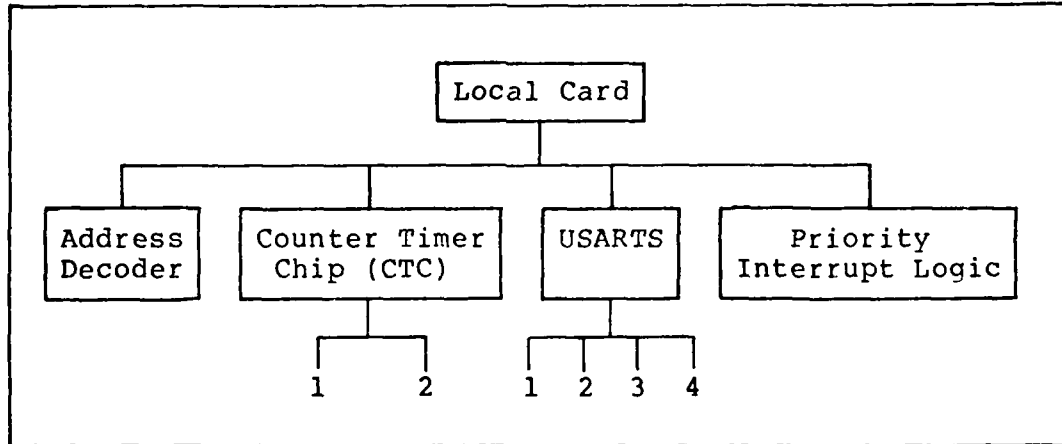 Local Card
Address
Decoder
Counter Timer
Chip (CTC)
USARTS
Priority
Interrupt Logic
1 2
1 2 3 4